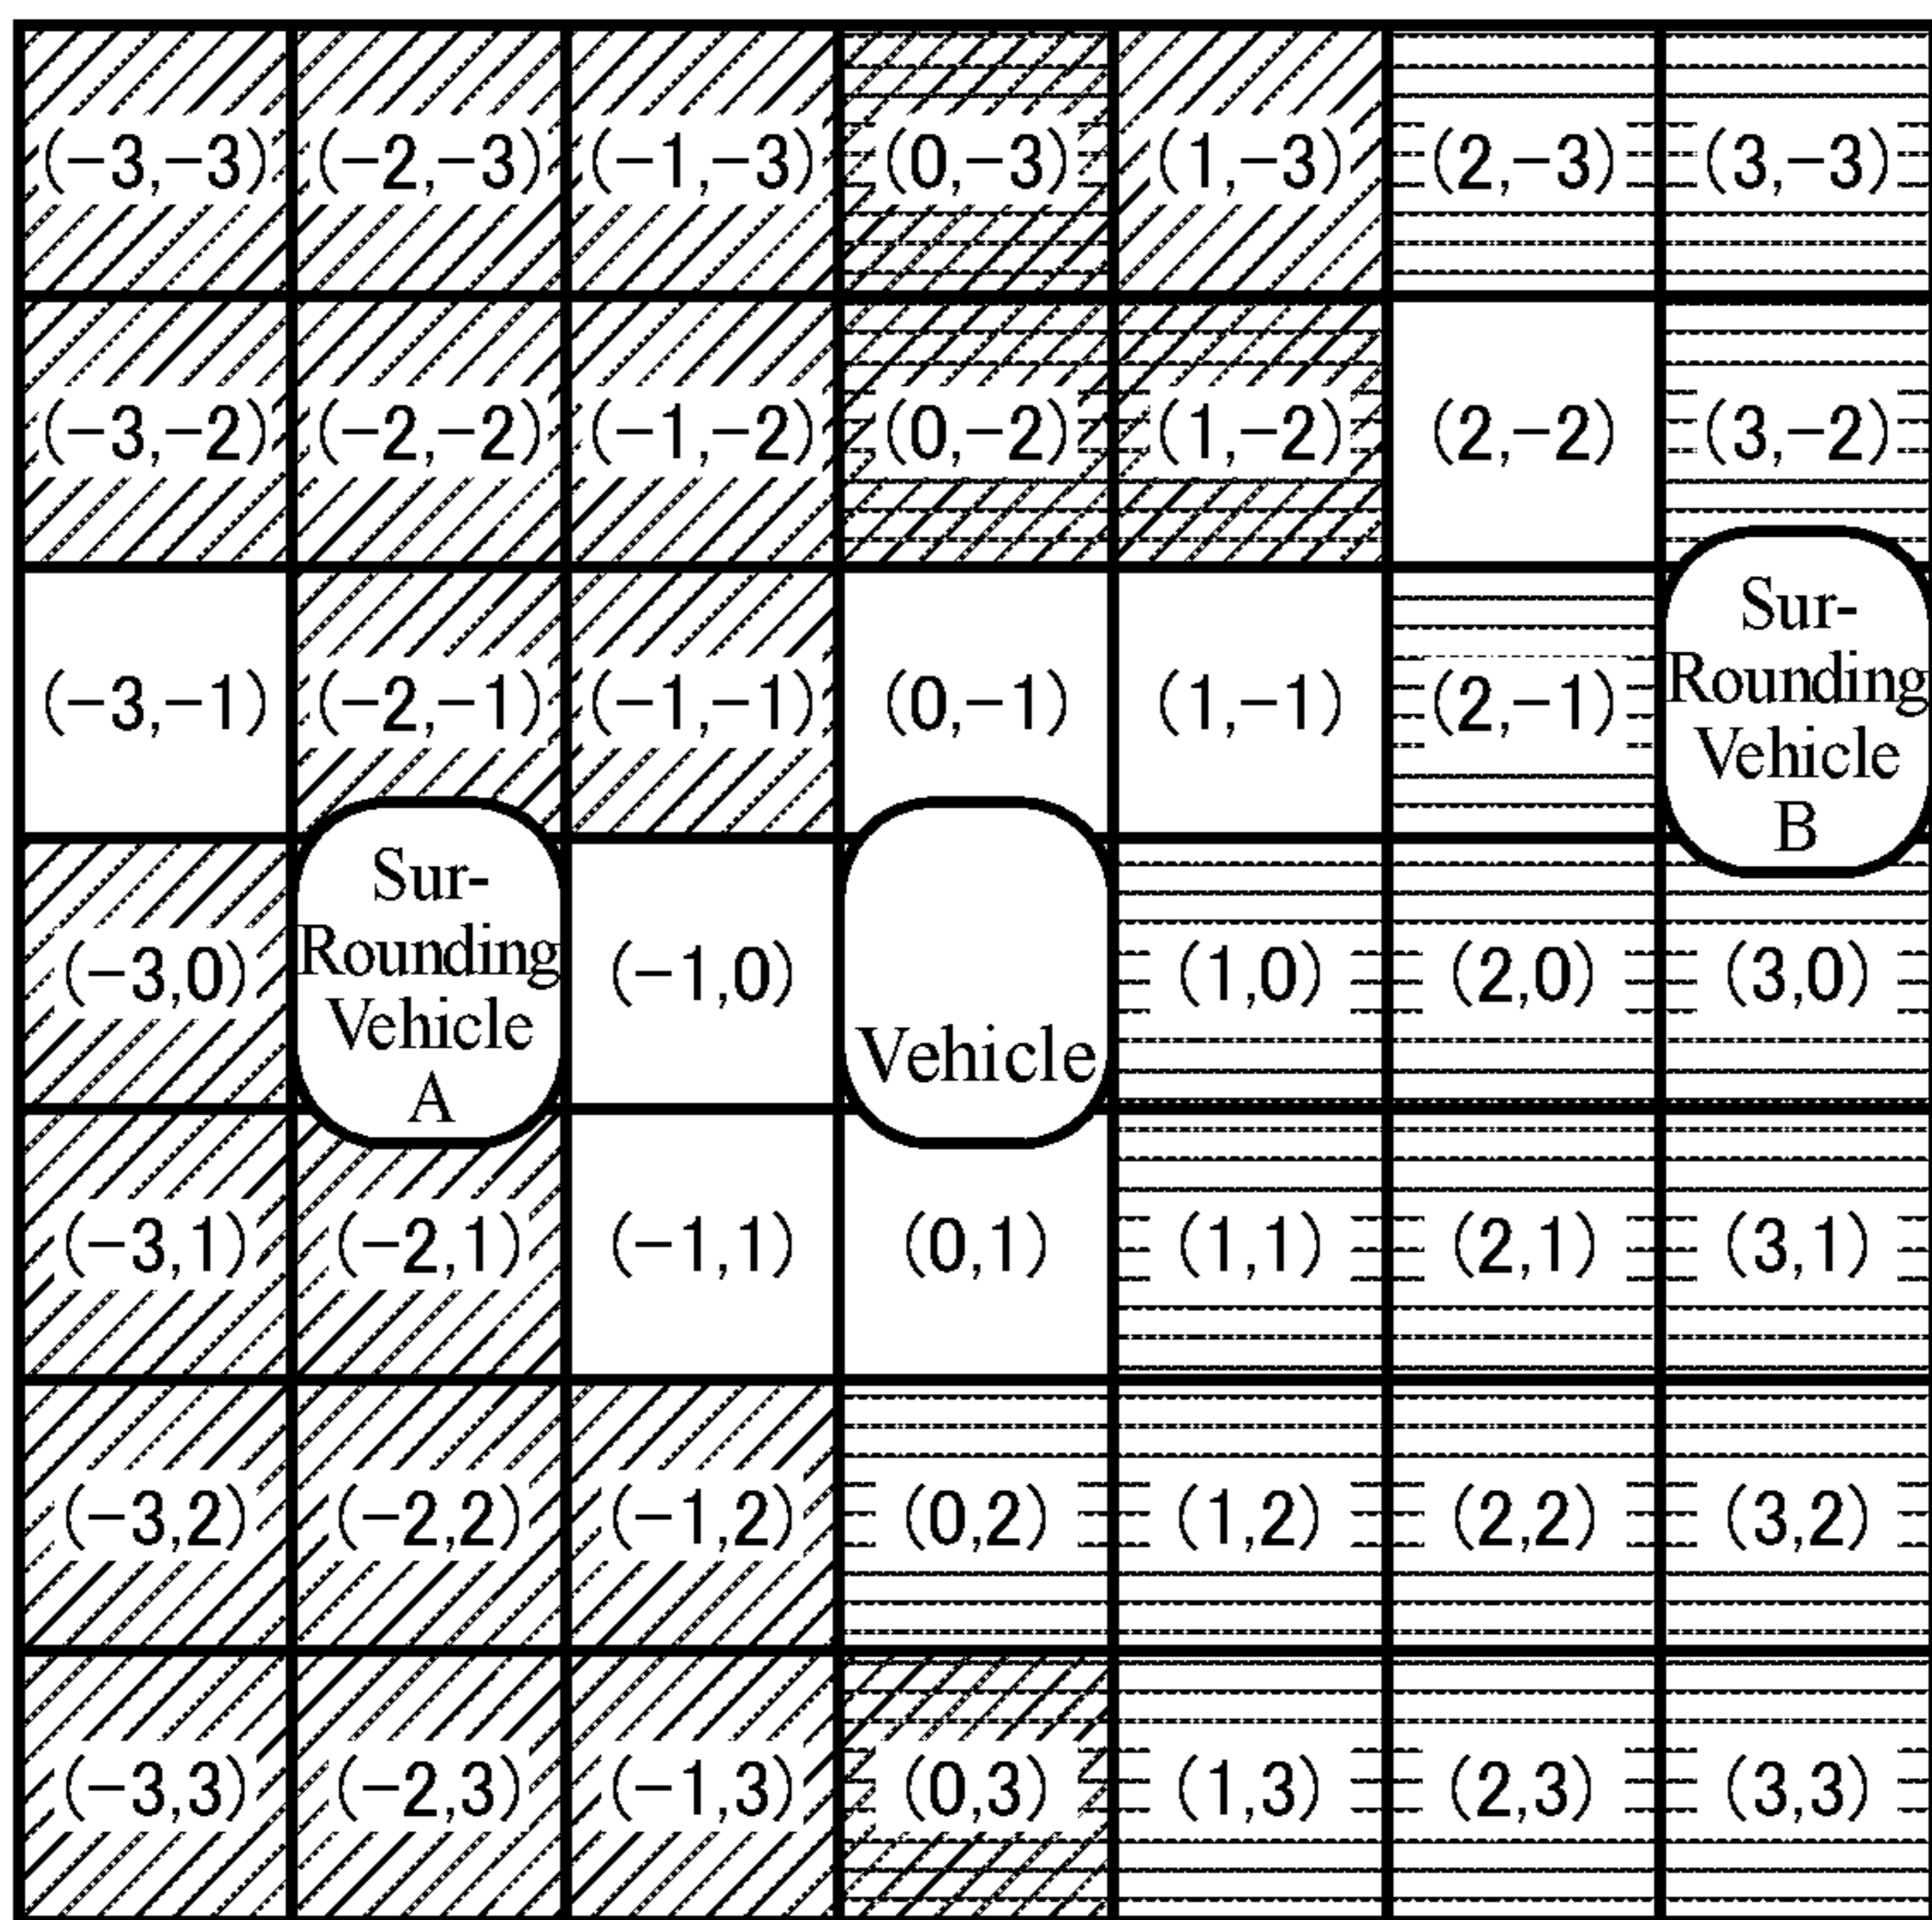 (−3,−3) (−2,−3) (−1,−3) (0,−3) (1,−3) (2,−3) (3,−3)
(−3,−2) (−2,−2) (−1,−2) (0,−2) (1,−2) (2,−2) (3,−2)
(−3,−1) (−2,−1) (−1,−1) (0,−1) (1,−1) (2,−1)
Sur-
Rounding
Vehicle
B
(−3,0)
Sur-
Rounding
Vehicle
A
(−1,0)
Vehicle
(1,0) (2,0) (3,0)
(−3,1) (−2,1) (−1,1) (0,1) (1,1) (2,1) (3,1)
(−3,2) (−2,2) (−1,2) (0,2) (1,2) (2,2) (3,2)
(−3,3) (−2,3) (−1,3) (0,3) (1,3) (2,3) (3,3)